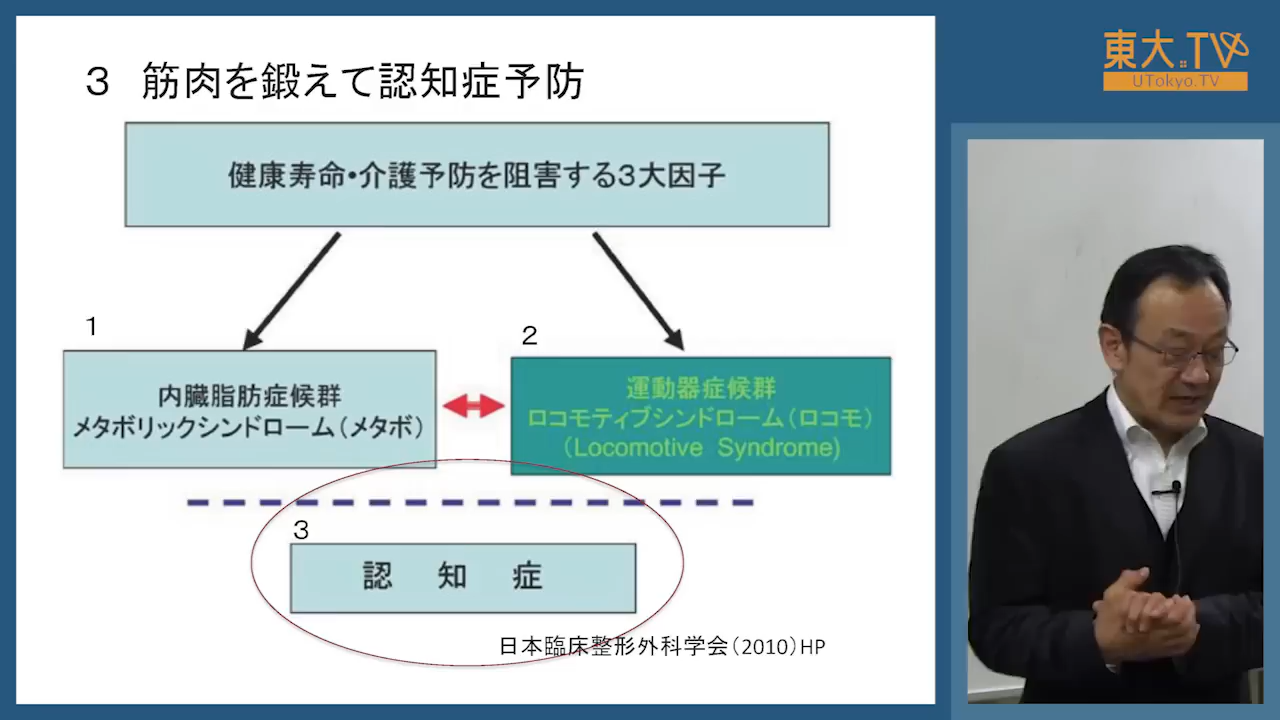 3 筋肉を鍛えて認知症予防
健康寿命・介護予防を阻害する3大因子
1
内臓脂肪症候群
メタボリックシンドローム(メタボ)
2
運動器症候群
ロコモティブシンドローム(ロコモ)
(Locomotive Syndrome)
3
認 知 症
日本臨床整形外科学会(2010)HP
東大.TV
UTokyo.TV